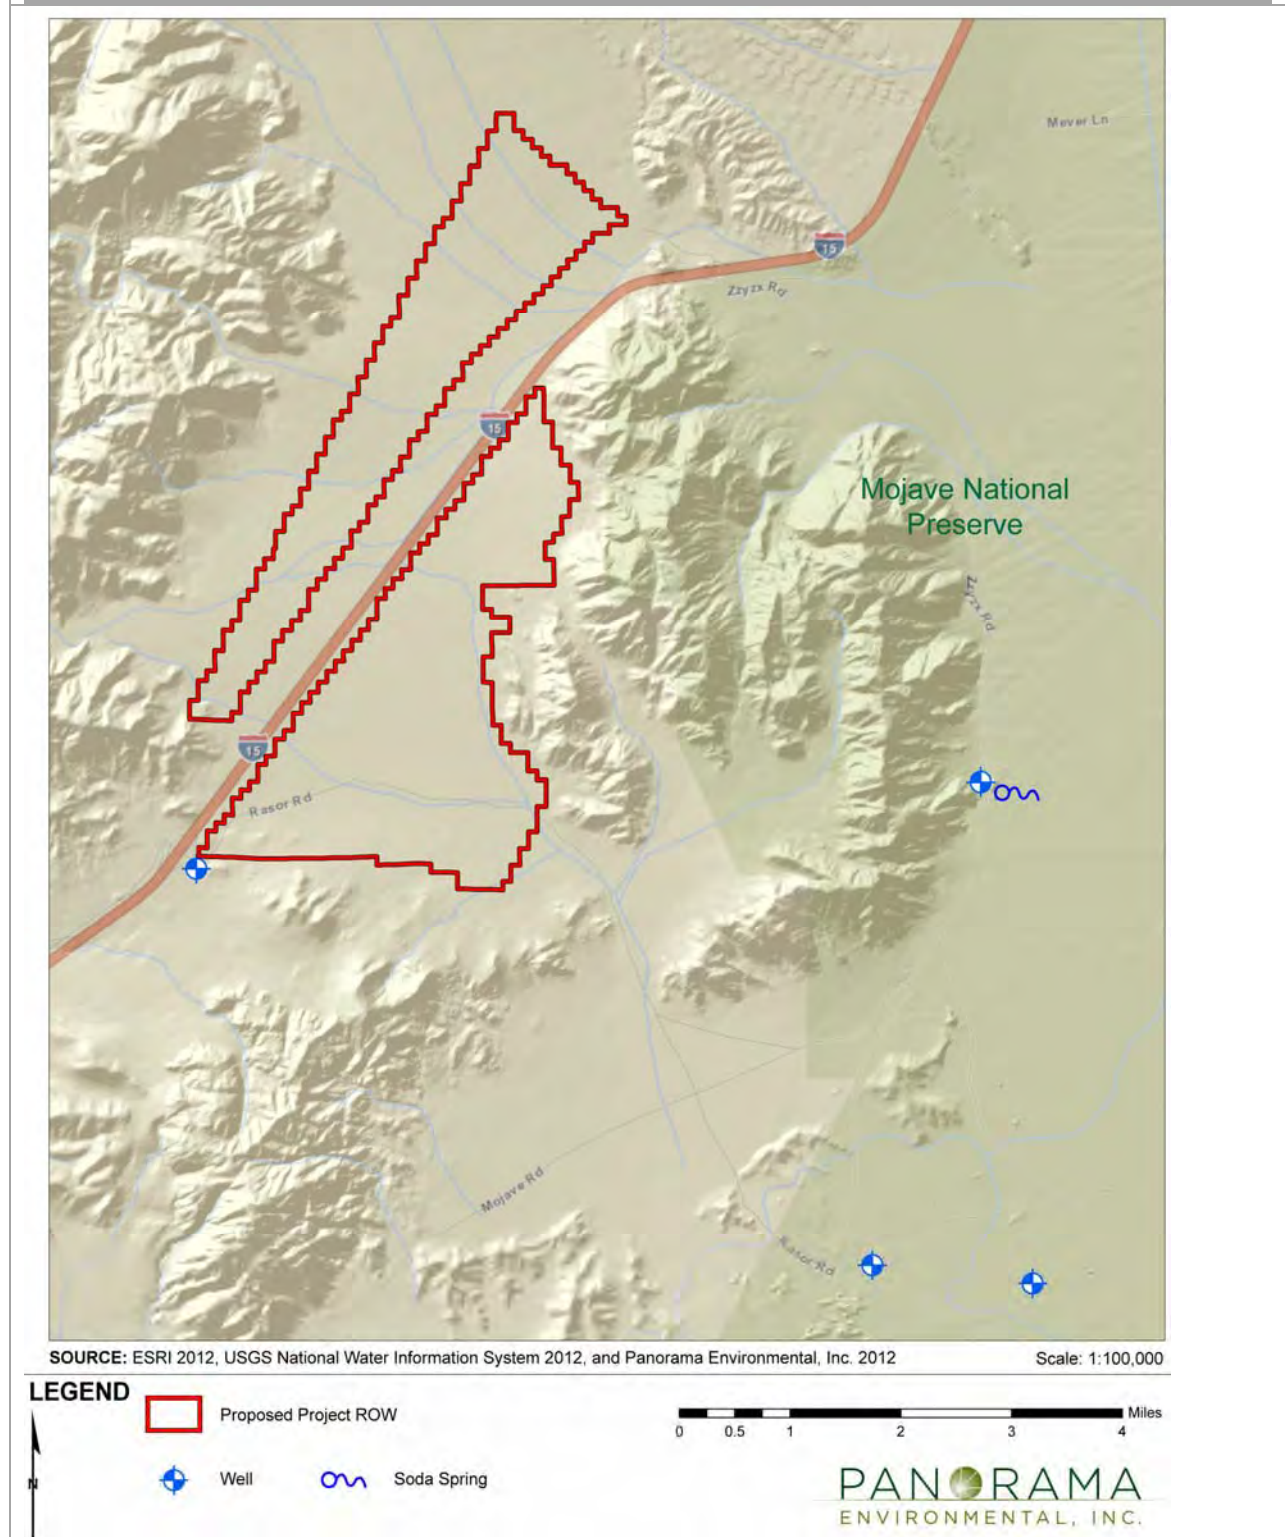 Mever Ln
15
Zzyzx Rd
15
Mojave National
Preserve
Zzyzx Rd
15
Rasor Rd
Mojave Rd
Rasor Rd
SOURCE: ESRI 2012, USGS National Water Information System 2012, and Panorama Environmental, Inc. 2012
Scale: 1:100,000
LEGEND
Proposed Project ROW
Miles
0 0.5 1 2 3 4
N
Well
Soda Spring
PANORAMA
ENVIRONMENTAL, INC.